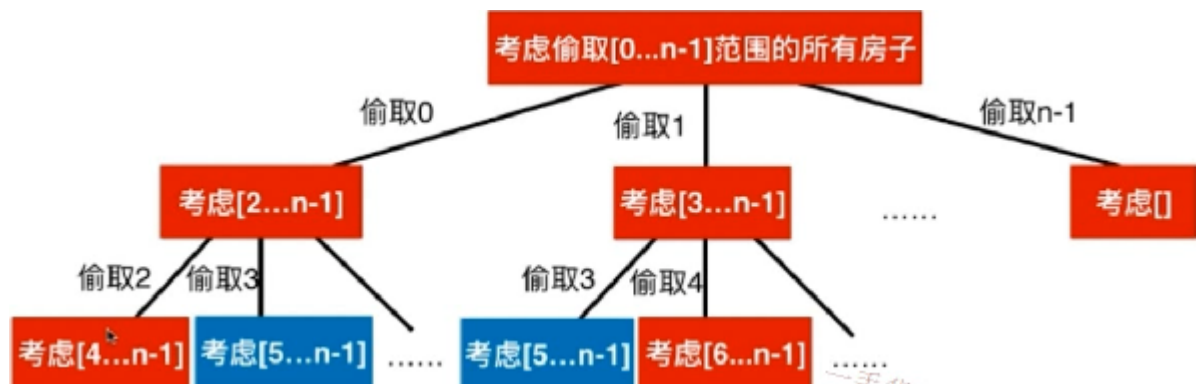 考虑偷取[0...n-1]范围的所有房子
偷取0
偷取1
偷取n-1
考虑[2...n-1]
考虑[3...n-1]
......
考虑[]
偷取2
偷取3
偷取3
偷取4
考虑[4...n-1]
考虑[5...n-1]
......
考虑[5...n-1]
考虑[6...n-1]
......